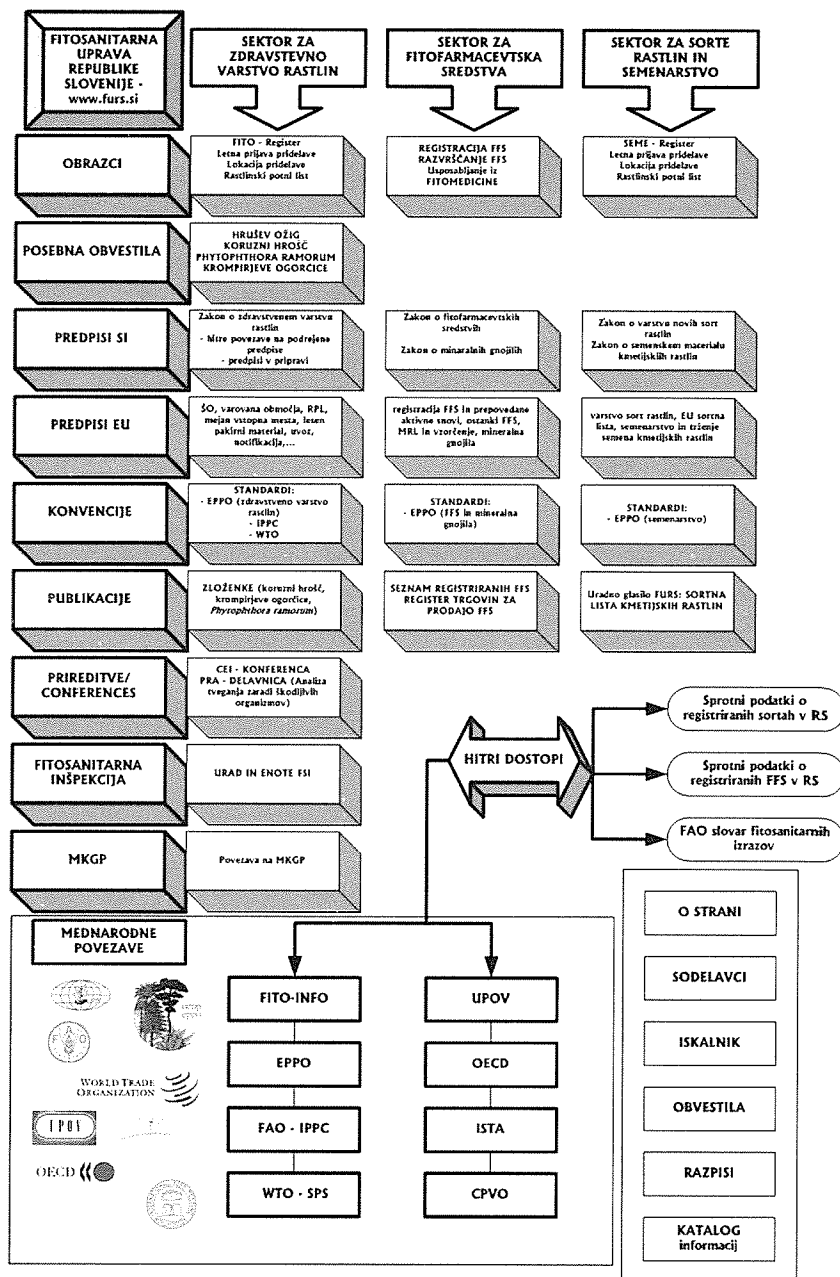 FITOSANITARNA
UPRAVA
REPUBLIKE
SLOVENIJE -
www.furs.si
SEKTOR ZA
ZDRAVSTEVNO
VARSTVO RASTLIN
SEKTOR ZA
FITOFARMACEVTSKA
SREDSTVA
SEKTOR ZA SORTE
RASTLIN IN
SEMENARSTVO
OBRAZCI
FITO - Register
Letna prijava pridelave
Lokacija pridelave
Rastlinski potni list
REGISTRACIJA FFS
RAZVRŠČANJE FFS
Usposabljanje iz
FITOMEDICINE
SEME - Register
Letna prijava pridelave
Lokacija pridelave
Rastlinski potni list
POSEBNA OBVESTILA
HRUŠEV OŽIG
KORUZNI HROŠČ
PHYTOPHTHORA RAMORUM
KROMPIRJEVE OGORČICE
PREDPISI SI
Zakon o zdravstvenem varstvu
rastlin
- hitre povezave na podrejene
predpise
- predpisi v pripravi
Zakon o fitofarmacevtskih
sredstvih
Zakon o minaralnih gnojilih
Zakon o varstvu novih sort
rastlin
Zakon o semenskem materialu
kmetijskih rastlin
PREDPISI EU
ŠO, varovana območja, RPL,
mejan vstopna mesta, lesen
pakirni material, uvoz,
notifikacija,...
registracija FFS in prepovedane
aktivne snovi, ostanki FFS,
MRL in vzorčenje, mineralna
gnojila
varstvo sort rastlin, EU sortna
lista, semenarstvo in trženje
semena kmetijskih rastlin
KONVENCIJE
STANDARDI:
- EPPO (zdravstveno varstvo
rastlin)
- IPPC
- WTO
STANDARDI:
- EPPO (FFS in mineralna
gnojila)
STANDARDI:
- EPPO (semenarstvo)
PUBLIKACIJE
ZLOŽENKE (koruzni hrošč,
krompirjeve ogorčice,
Phytophthora ramorum)
SEZNAM REGISTRIRANIH FFS
REGISTER TRGOVIN ZA
PRODAJO FFS
Uradno glasilo FURS: SORTNA
LISTA KMETIJSKIH RASTLIN
PRIREDITVE/
CONFERENCES
CEI - KONFERENCA
PRA - DELAVNICA (Analiza
tveganja zaradi škodljivih
organizmov)
FITOSANITARNA
INŠPEKCIJA
URAD IN ENOTE FSI
MKGP
Povezava na MKGP
HITRI DOSTOPI
Sprotni podatki o
registriranih sortah v RS
Sprotni podatki o
registriranih FFS v RS
FAO slovar fitosanitarnih
izrazov
MEDNARODNE
POVEZAVE
FAO
WORLD TRADE
ORGANIZATION
UPOV
OECD
FITO-INFO
EPPO
FAO - IPPC
WTO - SPS
UPOV
OECD
ISTA
CPVO
O STRANI
SODELAVCI
ISKALNIK
OBVESTILA
RAZPISI
KATALOG
informacij